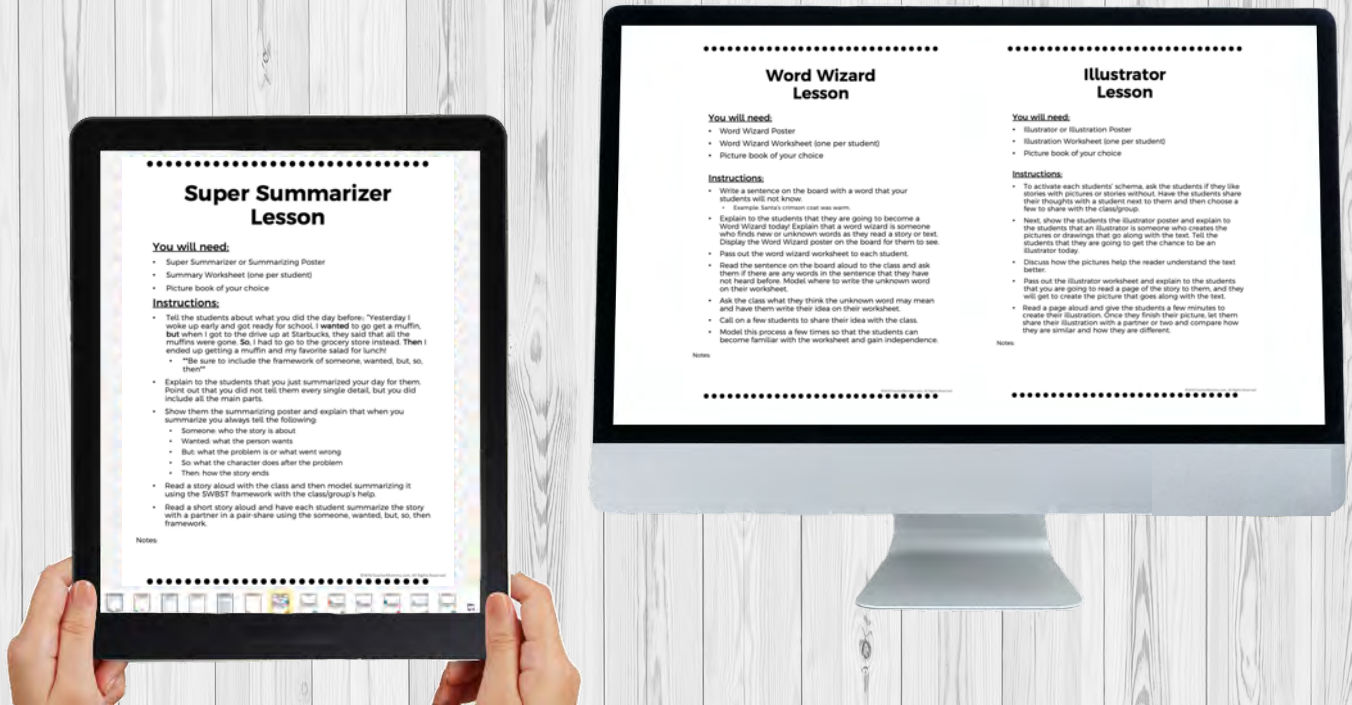 Super Summarizer
Lesson
You will need:
• Super Summarizer or Summarizing Poster
• Summary Worksheet (one per student)
• Picture book of your choice
Instructions:
• Tell the students about what you did the day before: "Yesterday I
woke up early and got ready for school. I wanted to go get a muffin,
but when I got to the drive up at Starbucks, they said that all the
muffins were gone. So, I had to go to the grocery store instead. Then I
ended up getting a muffin and my favorite salad for lunch!
• **Be sure to include the framework of someone, wanted, but, so,
then**
• Explain to the students that you just summarized your day for them.
Point out that you did not tell them every single detail, but you did
include all the main parts.
• Show them the summarizing poster and explain that when you
summarize you always tell the following:
• Someone: who the story is about
• Wanted: what the person wants
• But: what the problem is or what went wrong
• So: what the character does after the problem
• Then: how the story ends
• Read a story aloud with the class and then model summarizing it
using the SWBST framework with the class/group's help.
• Read a short story aloud and have each student summarize the story
with a partner in a pair-share using the someone, wanted, but, so, then
framework.
Notes:
Word Wizard
Lesson
You will need:
• Word Wizard Poster
• Word Wizard Worksheet (one per student)
• Picture book of your choice
Instructions:
• Write a sentence on the board with a word that your
students will not know.
• Example: Santa's crimson coat was warm.
• Explain to the students that they are going to become a
Word Wizard today! Explain that a word wizard is someone
who finds new or unknown words as they read a story or text.
Display the Word Wizard poster on the board for them to see.
• Pass out the word wizard worksheet to each student.
• Read the sentence on the board aloud to the class and ask
them if there are any words in the sentence that they have
not heard before. Model where to write the unknown word
on their worksheet.
• Ask the class what they think the unknown word may mean
and have them write their idea on their worksheet.
• Call on a few students to share their idea with the class.
• Model this process a few times so that the students can
become familiar with the worksheet and gain independence.
Notes:
Illustrator
Lesson
You will need:
• Illustrator or Illustration Poster
• Illustration Worksheet (one per student)
• Picture book of your choice
Instructions:
• To activate each students' schema, ask the students if they like
stories with pictures or stories without. Have the students share
their thoughts with a student next to them and then choose a
few to share with the class/group.
• Next, show the students the illustrator poster and explain to
the students that an illustrator is someone who creates the
pictures or drawings that go along with the text. Tell the
students that they are going to get the chance to be an
illustrator today.
• Discuss how the pictures help the reader understand the text
better.
• Pass out the illustrator worksheet and explain to the students
that you are going to read a page of the story to them, and they
will get to create the picture that goes along with the text.
• Read a page aloud and give the students a few minutes to
create their illustration. Once they finish their picture, let them
share their illustration with a partner or two and compare how
they are similar and how they are different.
Notes: